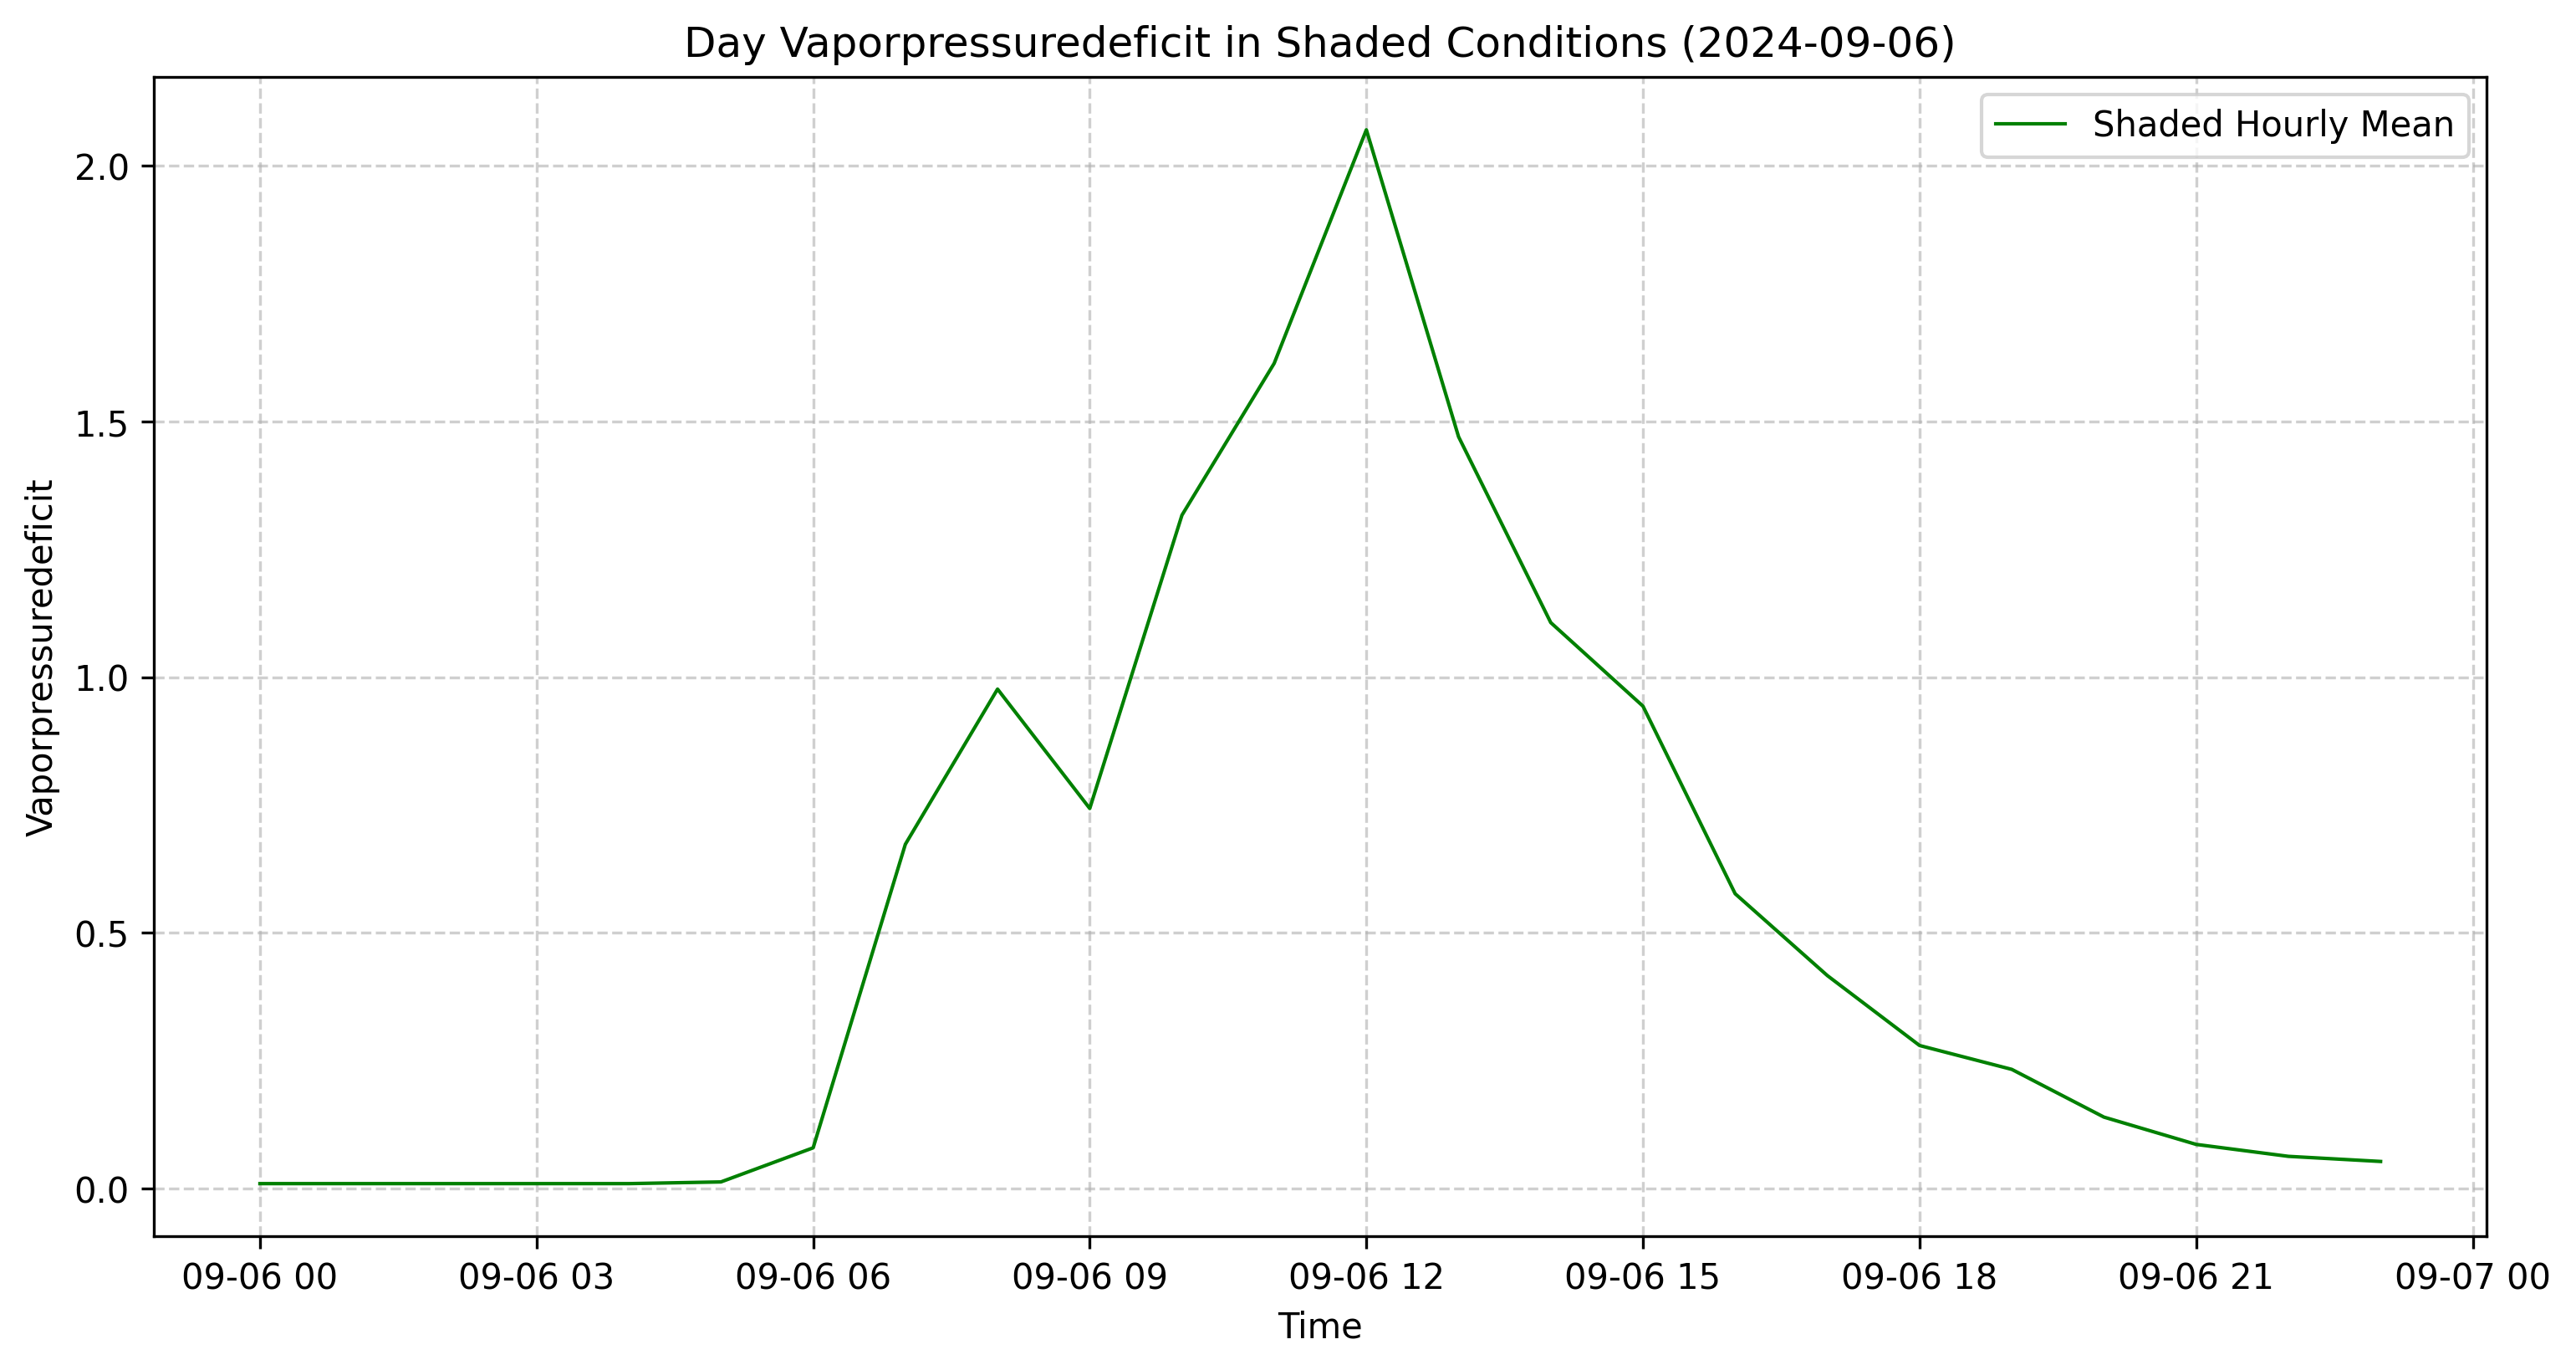 Day Vaporpressuredeficit in Shaded Conditions (2024-09-06)
Shaded Hourly Mean
Vaporpressuredeficit
2.0
1.5
1.0
0.5
0.0
09-06 00 09-06 03 09-06 06 09-06 09 09-06 12 09-06 15 09-06 18 09-06 21 09-07 00
Time